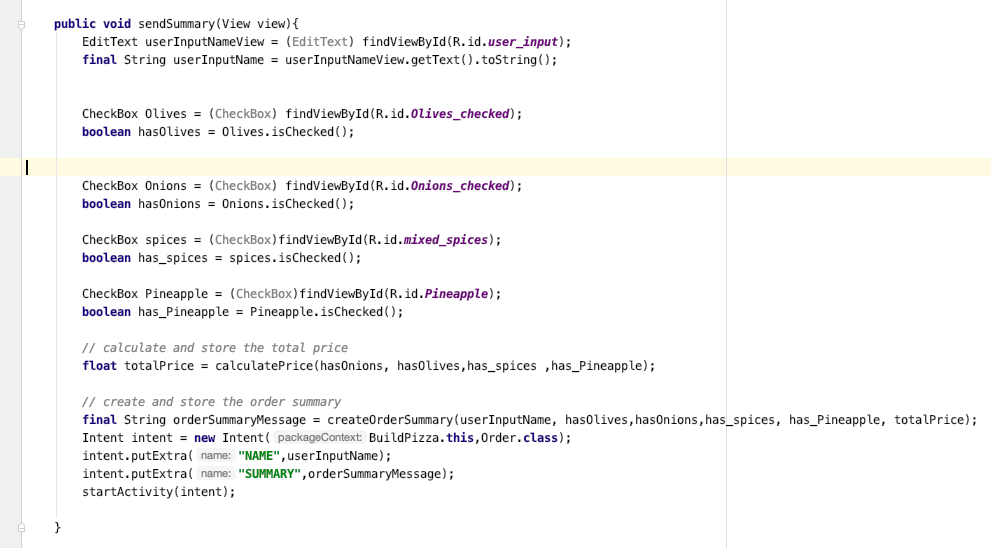 public void sendSummary(View view){
EditText userInputNameView = (EditText) findViewById(R.id.user_input);
final String userInputName = userInputNameView.getText().toString();
CheckBox Olives = (CheckBox) findViewById(R.id.Olives_checked);
boolean hasOlives = Olives.isChecked();
CheckBox Onions = (CheckBox) findViewById(R.id.Onions_checked);
boolean hasOnions = Onions.isChecked();
CheckBox spices = (CheckBox)findViewById(R.id.mixed_spices);
boolean has_spices = spices.isChecked();
CheckBox Pineapple = (CheckBox)findViewById(R.id.Pineapple);
boolean has_Pineapple = Pineapple.isChecked();
// calculate and store the total price
float totalPrice = calculatePrice(hasOnions, hasOlives,has_spices ,has_Pineapple);
// create and store the order summary
final String orderSummaryMessage = createOrderSummary(userInputName, hasOlives,hasOnions,has_spices, has_Pineapple, totalPrice);
Intent intent = new Intent( packageContext: BuildPizza.this,Order.class);
intent.putExtra( name: "NAME",userInputName);
intent.putExtra( name: "SUMMARY",orderSummaryMessage);
startActivity(intent);
}